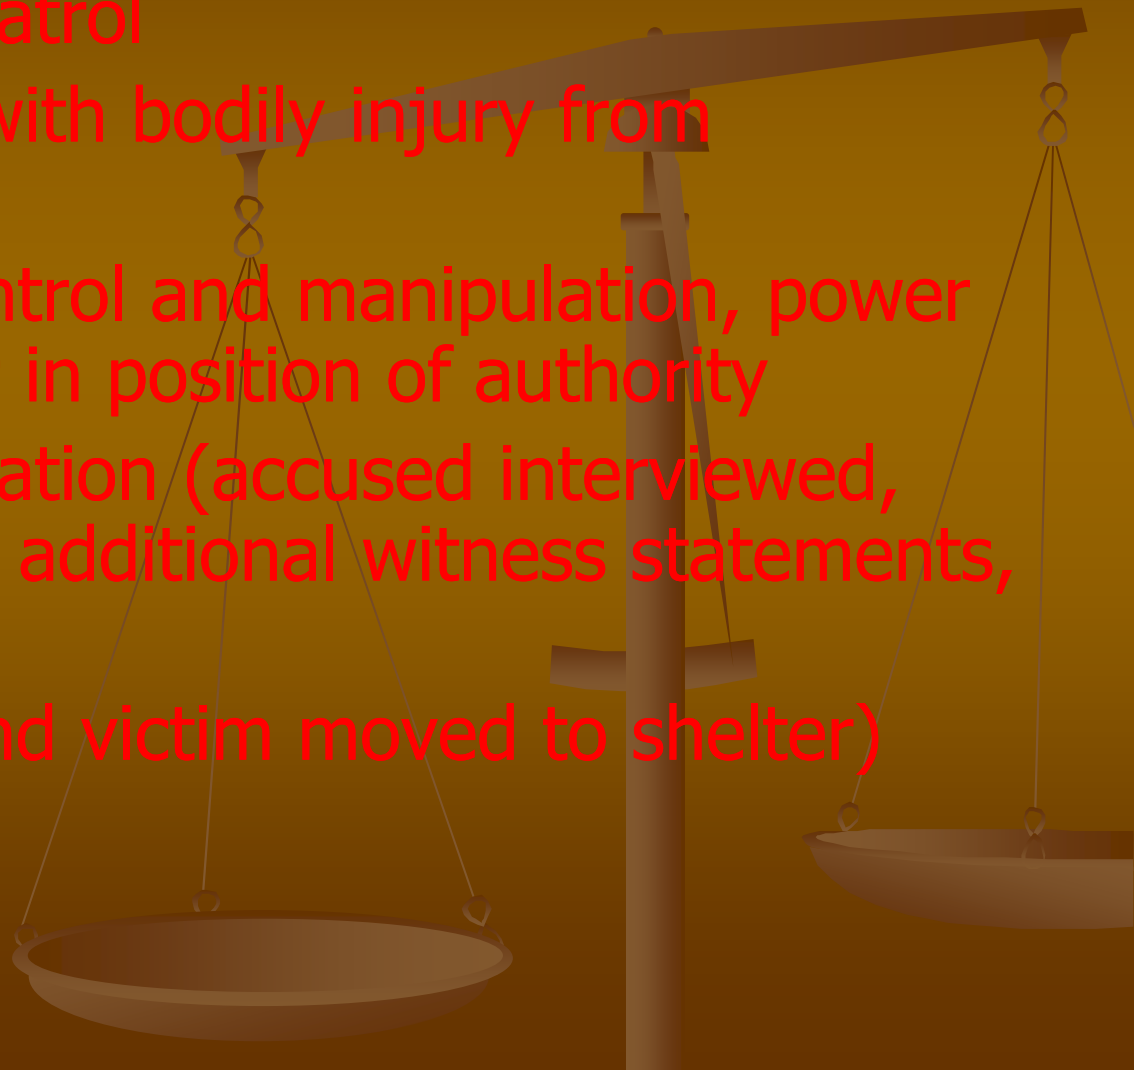 atrol
with bodily injury from
ntrol and manipulation, power
in position of authority
ation (accused interviewed,
additional witness statements,
nd victim moved to shelter)